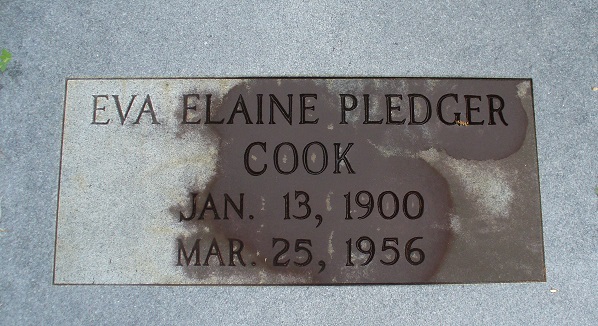 EVA ELAINE PLEDGER
COOK
JAN. 13, 1900
MAR. 25, 1956